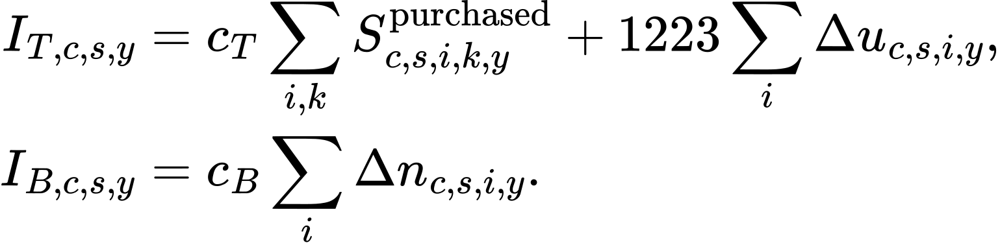 I_{T,c,s,y} = c_T \sum_{i,k} S^{\text{purchased}}_{c,s,i,k,y} + 1223 \sum_{i} \Delta u_{c,s,i,y},
I_{B,c,s,y} = c_B \sum_{i} \Delta n_{c,s,i,y}.